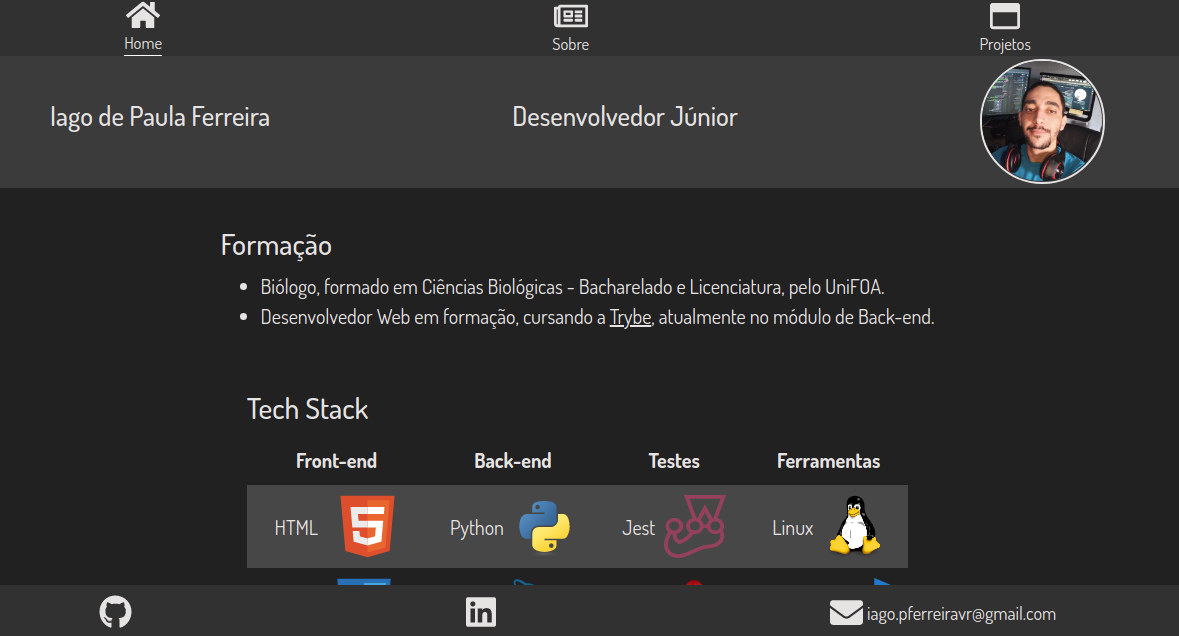 Home
Sobre
Projetos
Iago de Paula Ferreira
Desenvolvedor Júnior
Formação
Biólogo, formado em Ciências Biológicas - Bacharelado e Licenciatura, pelo UniFOA.
Desenvolvedor Web em formação, cursando a Trybe, atualmente no módulo de Back-end.
Tech Stack
Front-end Back-end Testes Ferramentas
HTML Python Jest Linux
iago.pferreiravr@gmail.com